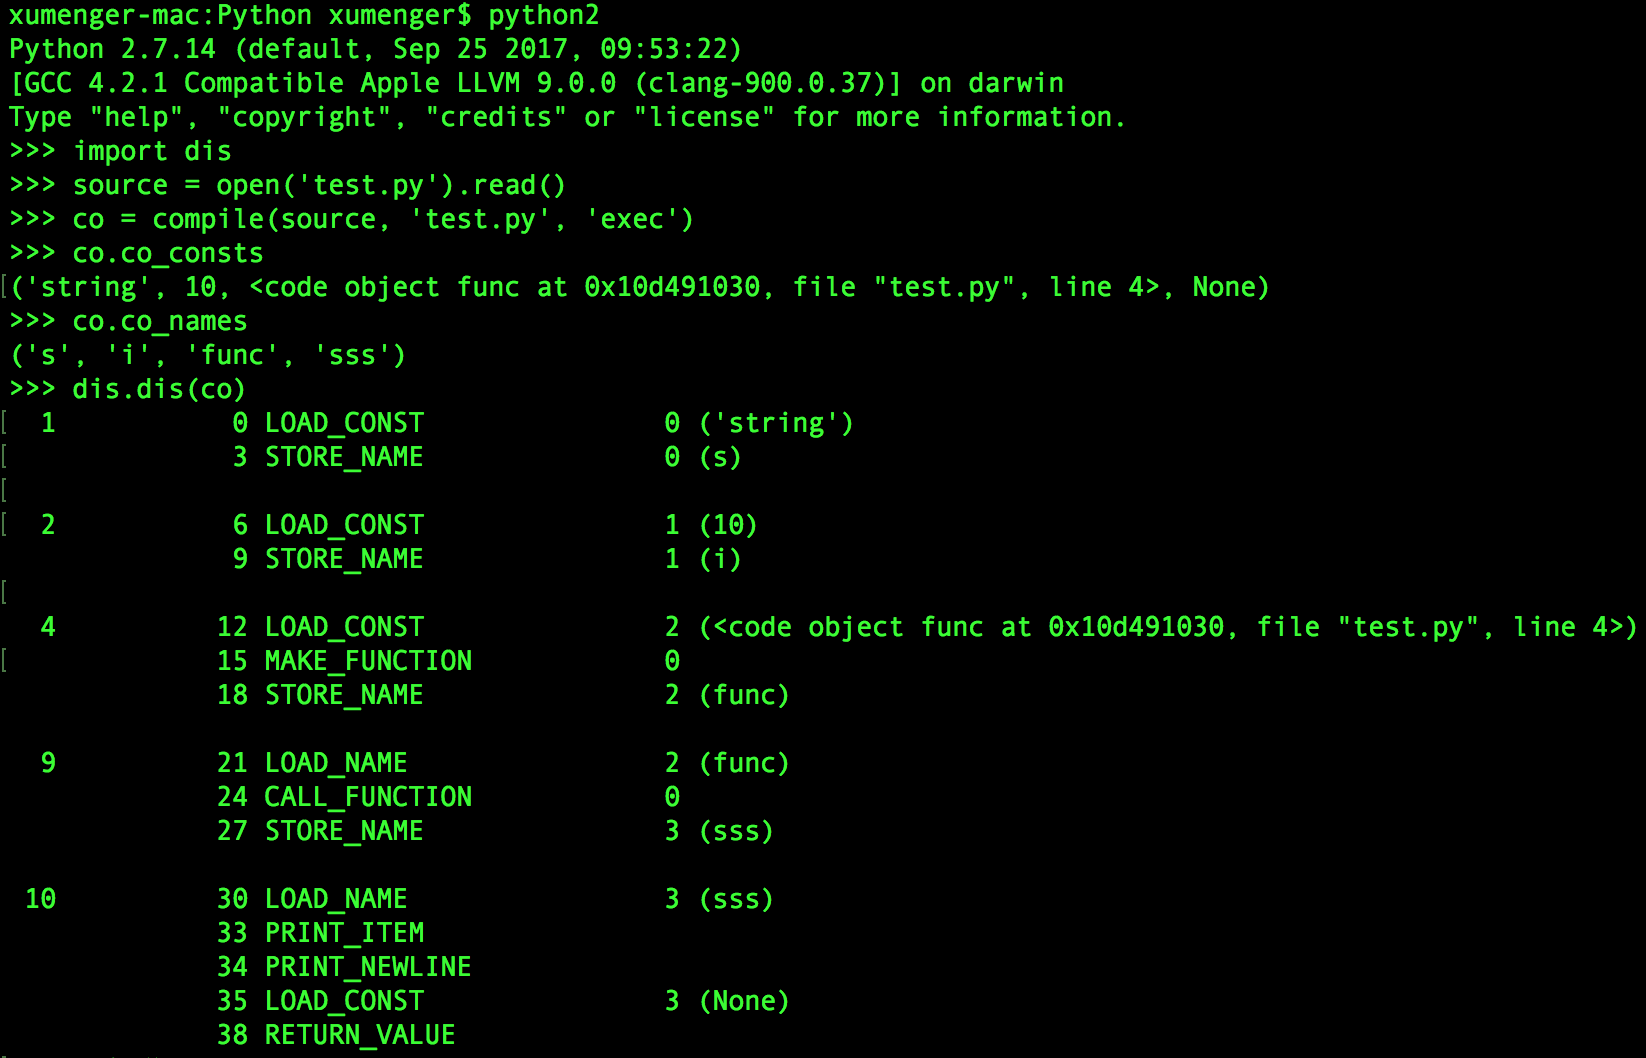 xumenger-mac:Python xumenger$ python2
Python 2.7.14 (default, Sep 25 2017, 09:53:22)
[GCC 4.2.1 Compatible Apple LLVM 9.0.0 (clang-900.0.37)] on darwin
Type "help", "copyright", "credits" or "license" for more information.
>>> import dis
>>> source = open('test.py').read()
>>> co = compile(source, 'test.py', 'exec')
>>> co.co_consts
[('string', 10, <code object func at 0x10d491030, file "test.py", line 4>, None)
>>> co.co_names
('s', 'i', 'func', 'sss')
>>> dis.dis(co)
[ 1           0 LOAD_CONST               0 ('string')
[             3 STORE_NAME               0 (s)
[
[ 2           6 LOAD_CONST               1 (10)
              9 STORE_NAME               1 (i)
[
  4          12 LOAD_CONST               2 (<code object func at 0x10d491030, file "test.py", line 4>)
[            15 MAKE_FUNCTION            0
             18 STORE_NAME               2 (func)
  9          21 LOAD_NAME                2 (func)
             24 CALL_FUNCTION            0
             27 STORE_NAME               3 (sss)
 10          30 LOAD_NAME                3 (sss)
             33 PRINT_ITEM
             34 PRINT_NEWLINE
             35 LOAD_CONST               3 (None)
             38 RETURN_VALUE